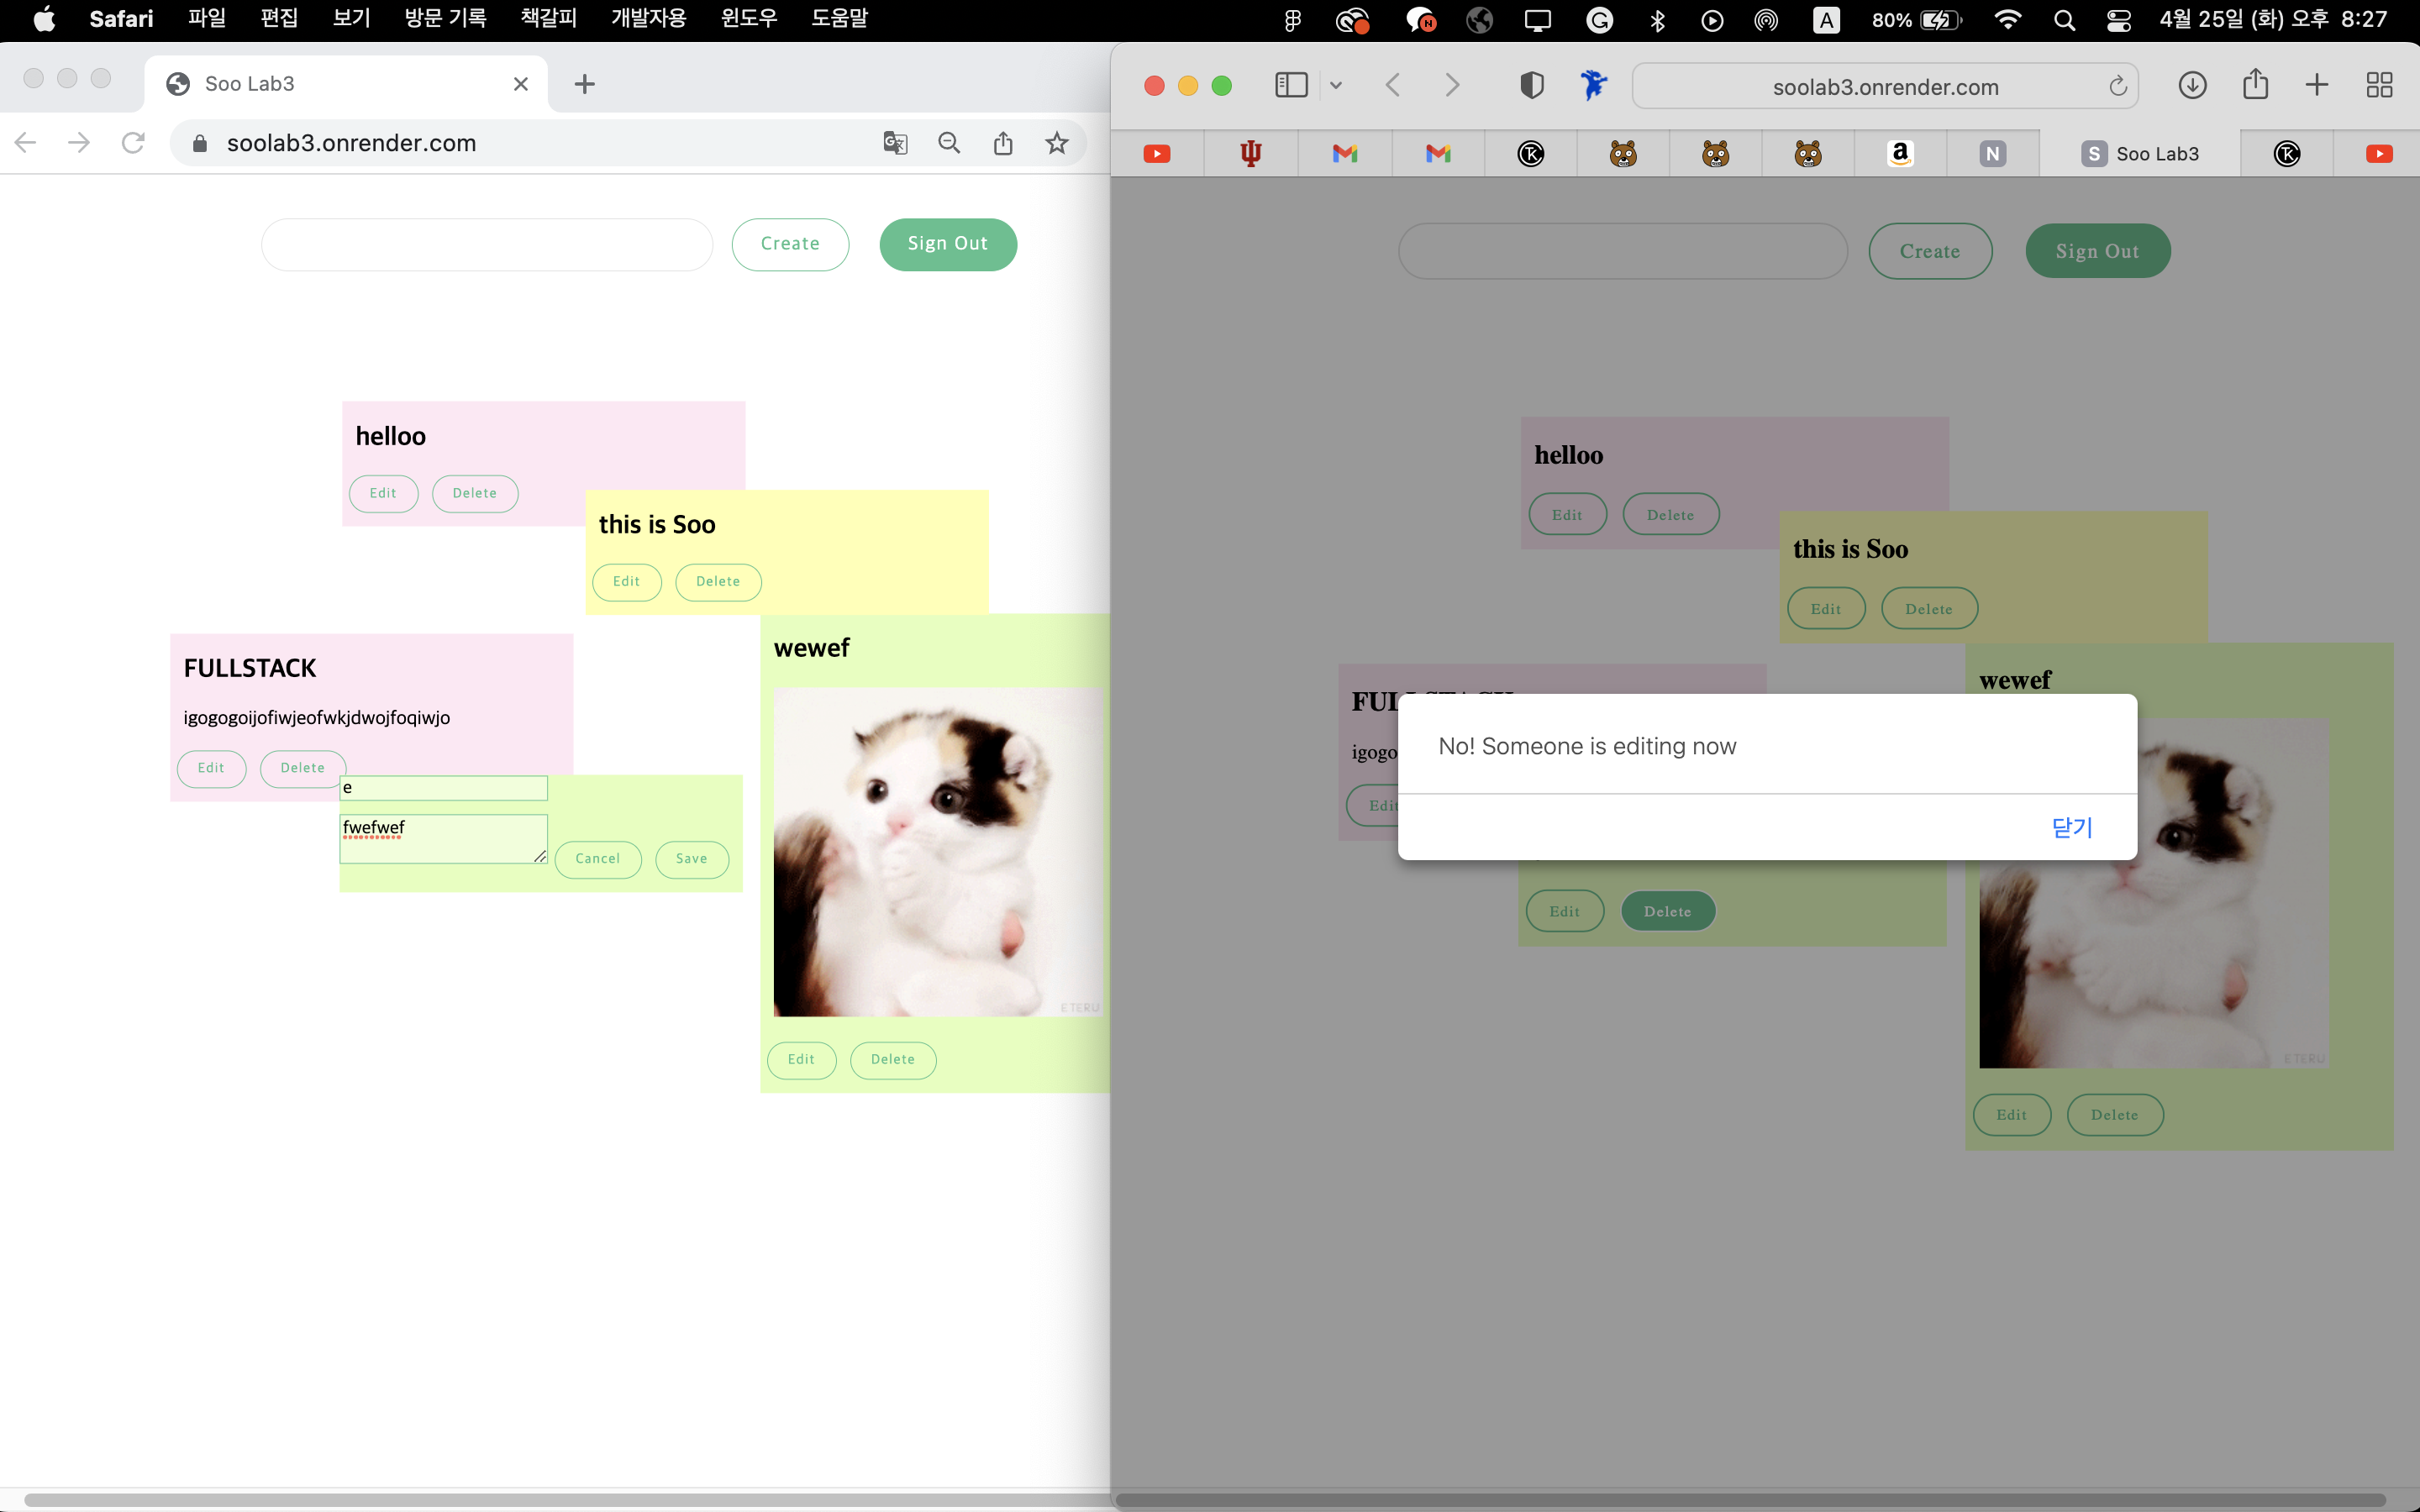 Safari 파일 편집 보기 방문 기록 책갈피 개발자용 윈도우 도움말 A 80% 4월 25일 (화) 오후 8:27
Soo Lab3
soolab3.onrender.com
Create Sign Out
helloo
Edit Delete
this is Soo
Edit Delete
wewef
FULLSTACK
igogogoijofiwjeofwkjdwojfoqiwjo
Edit Delete
e
fwefwef
Cancel Save
ETERU
Edit Delete
soolab3.onrender.com
N S Soo Lab3
Create Sign Out
helloo
Edit Delete
this is Soo
Edit Delete
wewef
igogo
Edit
No! Someone is editing now
닫기
Edit Delete
ETERU
Edit Delete